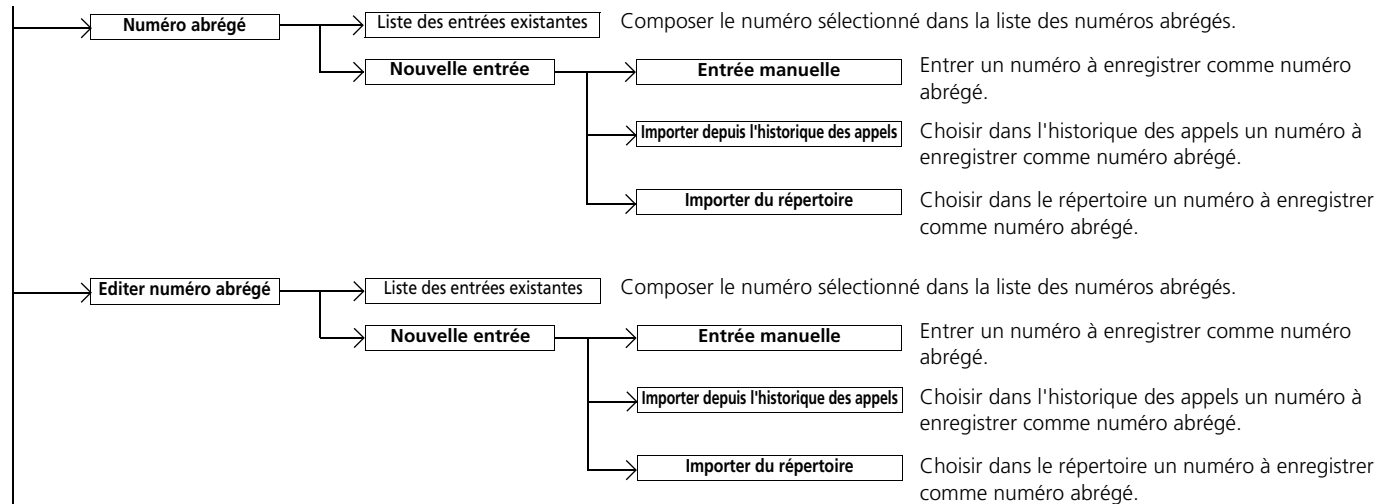 Numéro abrégé
Liste des entrées existantes
Composer le numéro sélectionné dans la liste des numéros abrégés.
Nouvelle entrée
Entrée manuelle
Entrer un numéro à enregistrer comme numéro
abrégé.
Importer depuis l'historique des appels
Choisir dans l'historique des appels un numéro à
enregistrer comme numéro abrégé.
Importer du répertoire
Choisir dans le répertoire un numéro à enregistrer
comme numéro abrégé.
Editer numéro abrégé
Liste des entrées existantes
Composer le numéro sélectionné dans la liste des numéros abrégés.
Nouvelle entrée
Entrée manuelle
Entrer un numéro à enregistrer comme numéro
abrégé.
Importer depuis l'historique des appels
Choisir dans l'historique des appels un numéro à
enregistrer comme numéro abrégé.
Importer du répertoire
Choisir dans le répertoire un numéro à enregistrer
comme numéro abrégé.